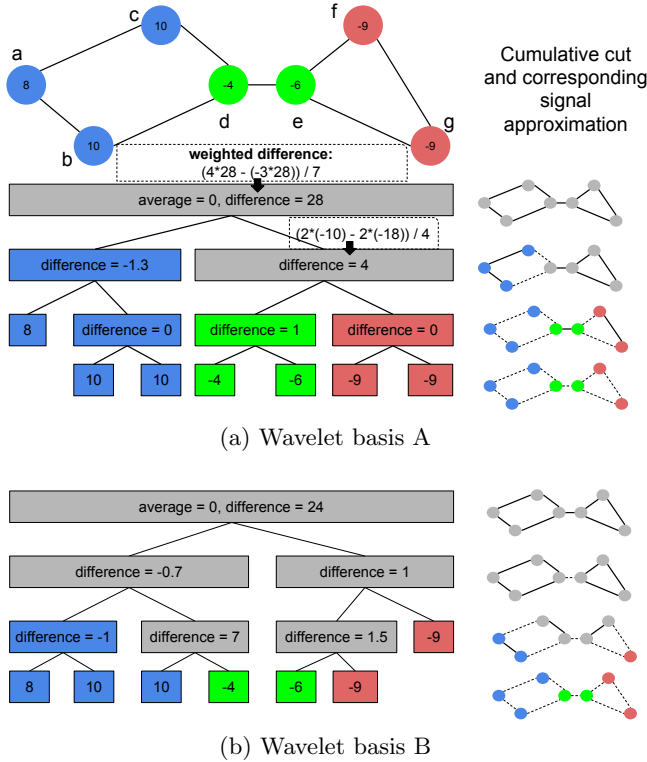 c
10
f
-9
a
8
-4
-6
d
e
b
10
g
-9
Cumulative cut
and corresponding
signal
approximation
weighted difference:
(4*28 - (-3*28)) / 7
average = 0, difference = 28
(2*(-10) - 2*(-18)) / 4
difference = -1.3
difference = 4
8
difference = 0
difference = 1
difference = 0
10
10
-4
-6
-9
-9
(a) Wavelet basis A
average = 0, difference = 24
difference = -0.7
difference = 1
difference = -1
difference = 7
difference = 1.5
-9
8
10
10
-4
-6
-9
(b) Wavelet basis B